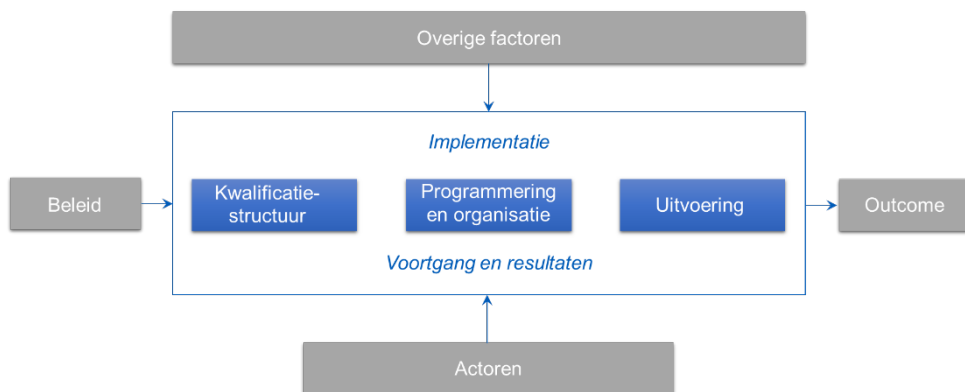 Overige factoren
Implementatie
Beleid
Kwalificatie-
structuur
Programmering
en organisatie
Uitvoering
Outcome
Voortgang en resultaten
Actoren